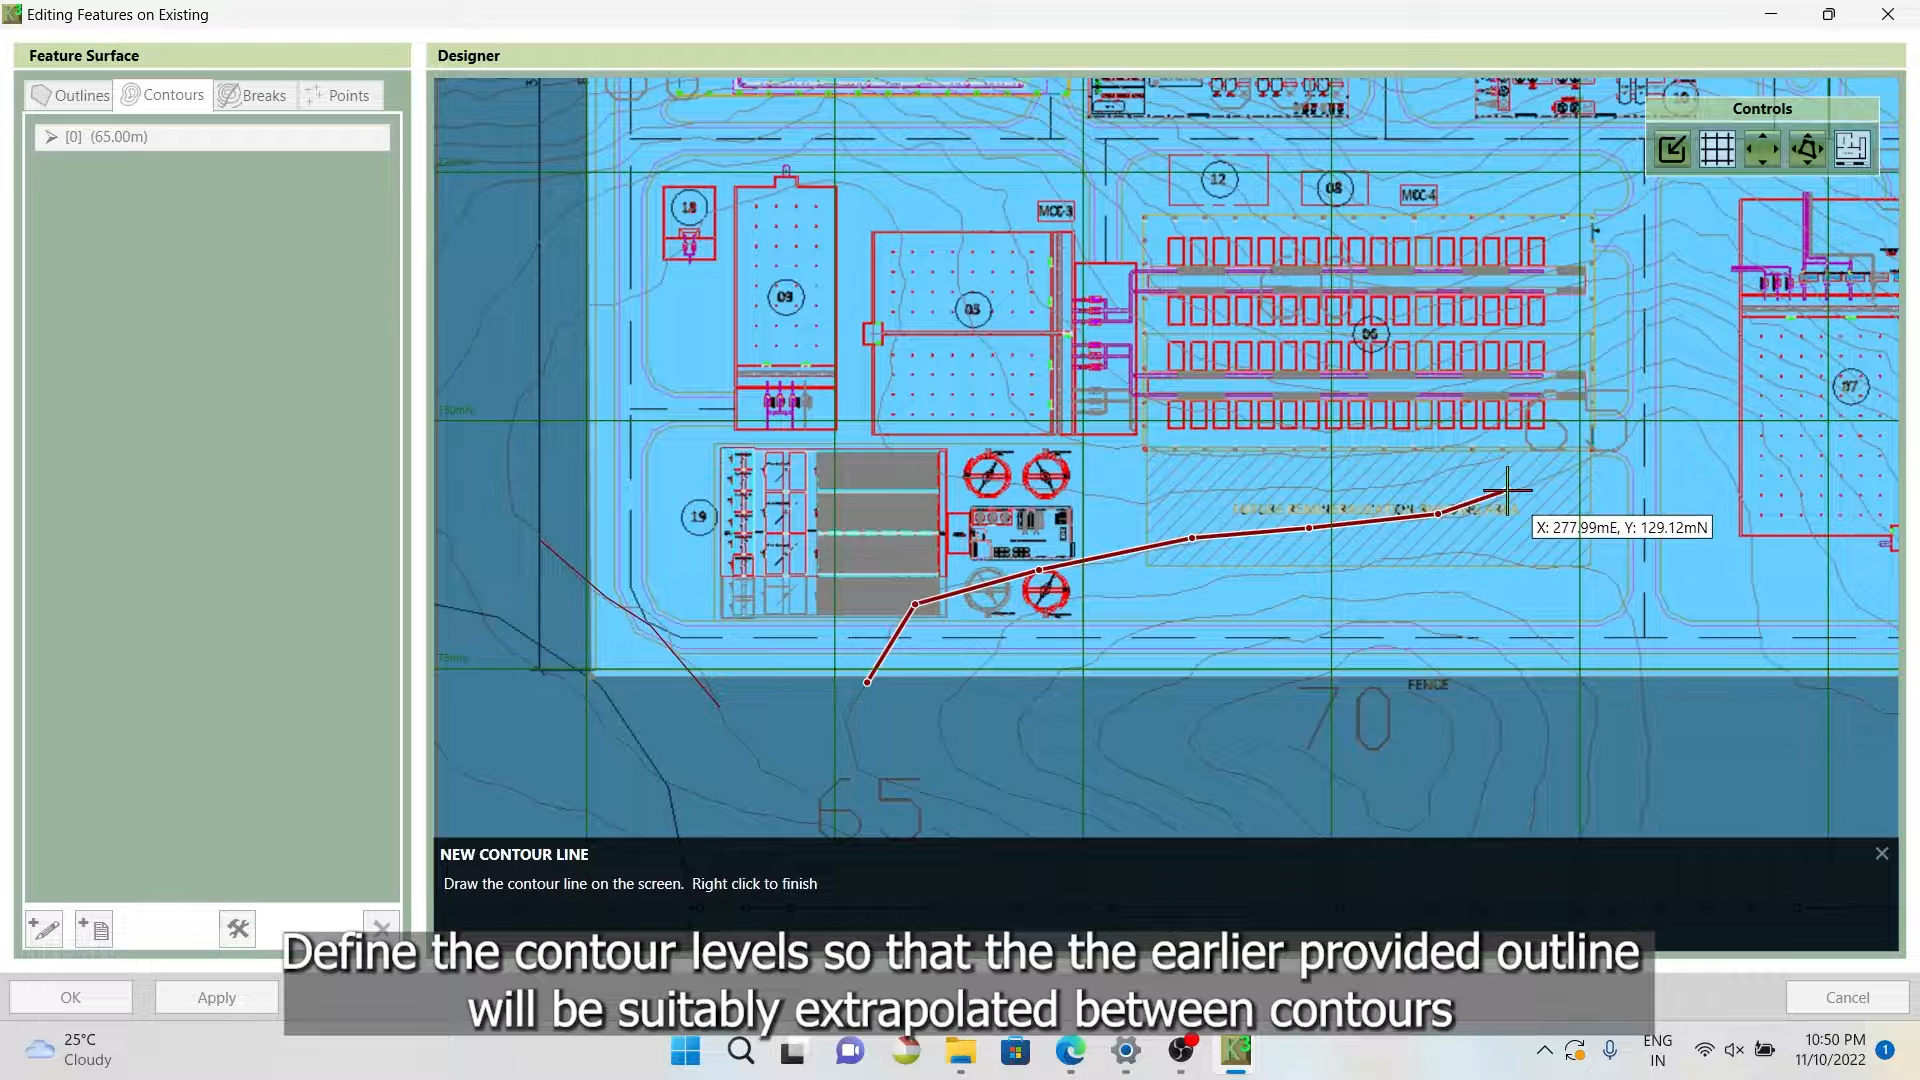 Editing Features on Existing
Feature Surface
Designer
Outlines
Contours
Breaks
Points
[0] (65.00m)
Controls
12
08
MCC-4
18
MCC-3
03
05
06
07
19
X: 277.99mE, Y: 129.12mN
FENCE
70
65
NEW CONTOUR LINE
Draw the contour line on the screen. Right click to finish
Define the contour levels so that the the earlier provided outline
will be suitably extrapolated between contours
OK
Apply
Cancel
25°C
Cloudy
ENG
IN
10:50 PM
11/10/2022
1